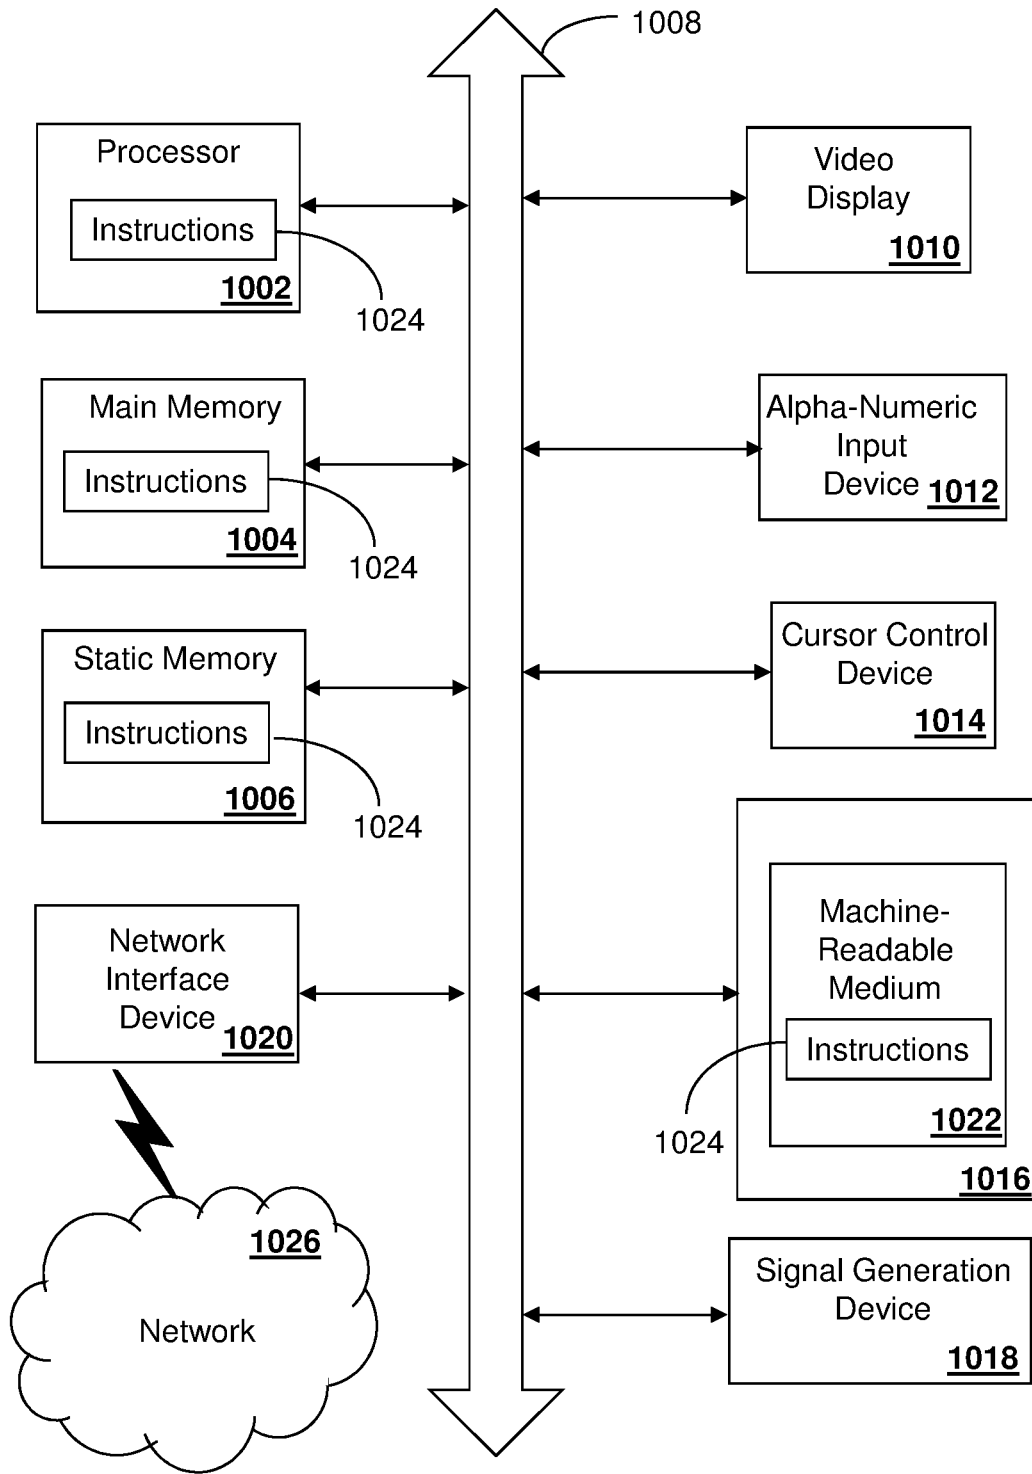 1008
Processor
Instructions
1002
1024
Main Memory
Instructions
1004
1024
Static Memory
Instructions
1006
1024
Network
Interface
Device
1020
1026
Network
Video
Display
1010
Alpha-Numeric
Input
Device
1012
Cursor Control
Device
1014
Machine-
Readable
Medium
Instructions
1022
1024
1016
Signal Generation
Device
1018